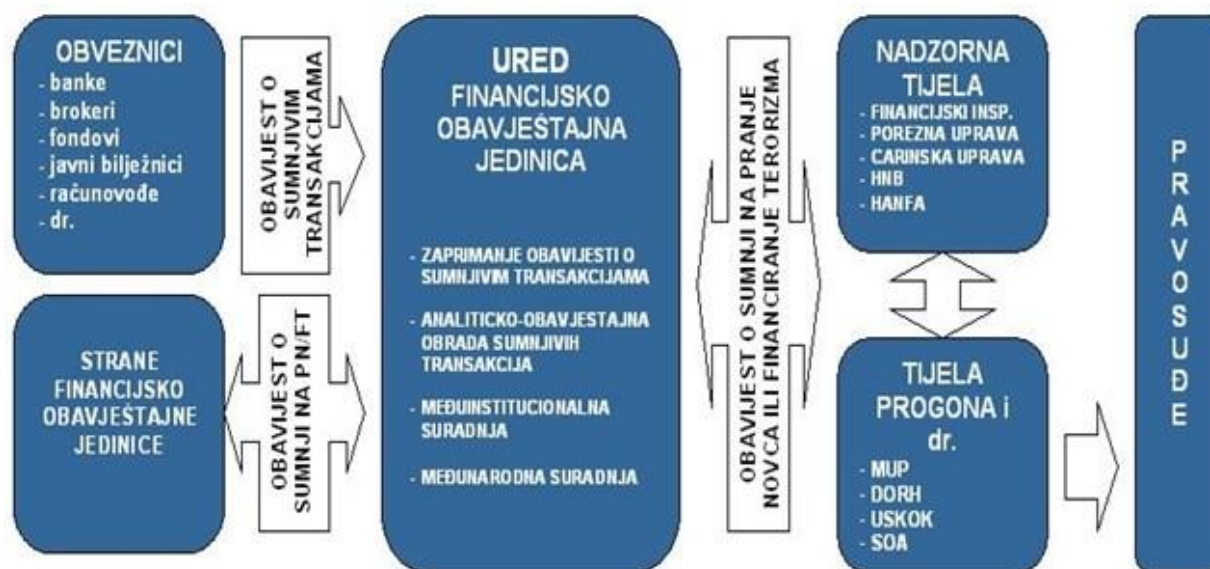 OBVEZNICI
- banke
- brokeri
- fondovi
- javni bilježnici
- računovođe
- dr.
OBAVIJEST O
SUMNJIVIM
TRANSAKCIJAMA
STRANE
FINANCIJSKO
OBAVJEŠTAJNE
JEDINICE
OBAVIJEST O
SUMNJI NA PN/FT
URED
FINANCIJSKO
OBAVJEŠTAJNA
JEDINICA
- ZAPRIMANJE OBAVIJESTI O
SUMNJIVIM TRANSAKCIJAMA
- ANALITICKO-OBAVJESTAJNA
OBRADA SUMNJIVIH
TRANSAKCIJA
- MEĐUINSTITUCIONALNA
SURADNJA
- MEĐUNARODNA SURADNJA
OBAVIJEST O SUMNJI NA PRANJE
NOVCA ILI FINANCIRANJE TERORIZMA
NADZORNA
TIJELA
- FINANCIJSKI INSP.
- POREZNA UPRAVA
- CARINSKA UPRAVA
- HNB
- HANFA
TIJELA
PROGONA i
dr.
- MUP
- DORH
- USKOK
- SOA
PRAVOSUĐE